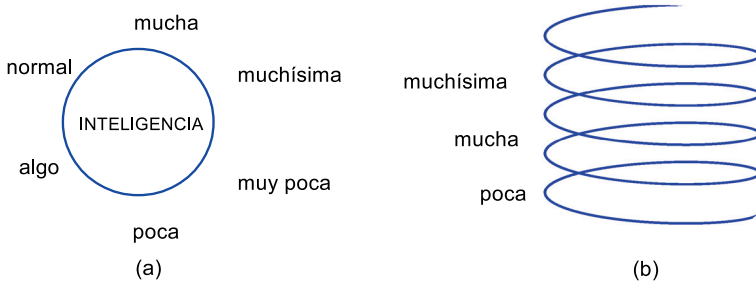 mucha
normal
muchísima
INTELIGENCIA
algo
muy poca
poca
(a)
muchísima
mucha
poca
(b)